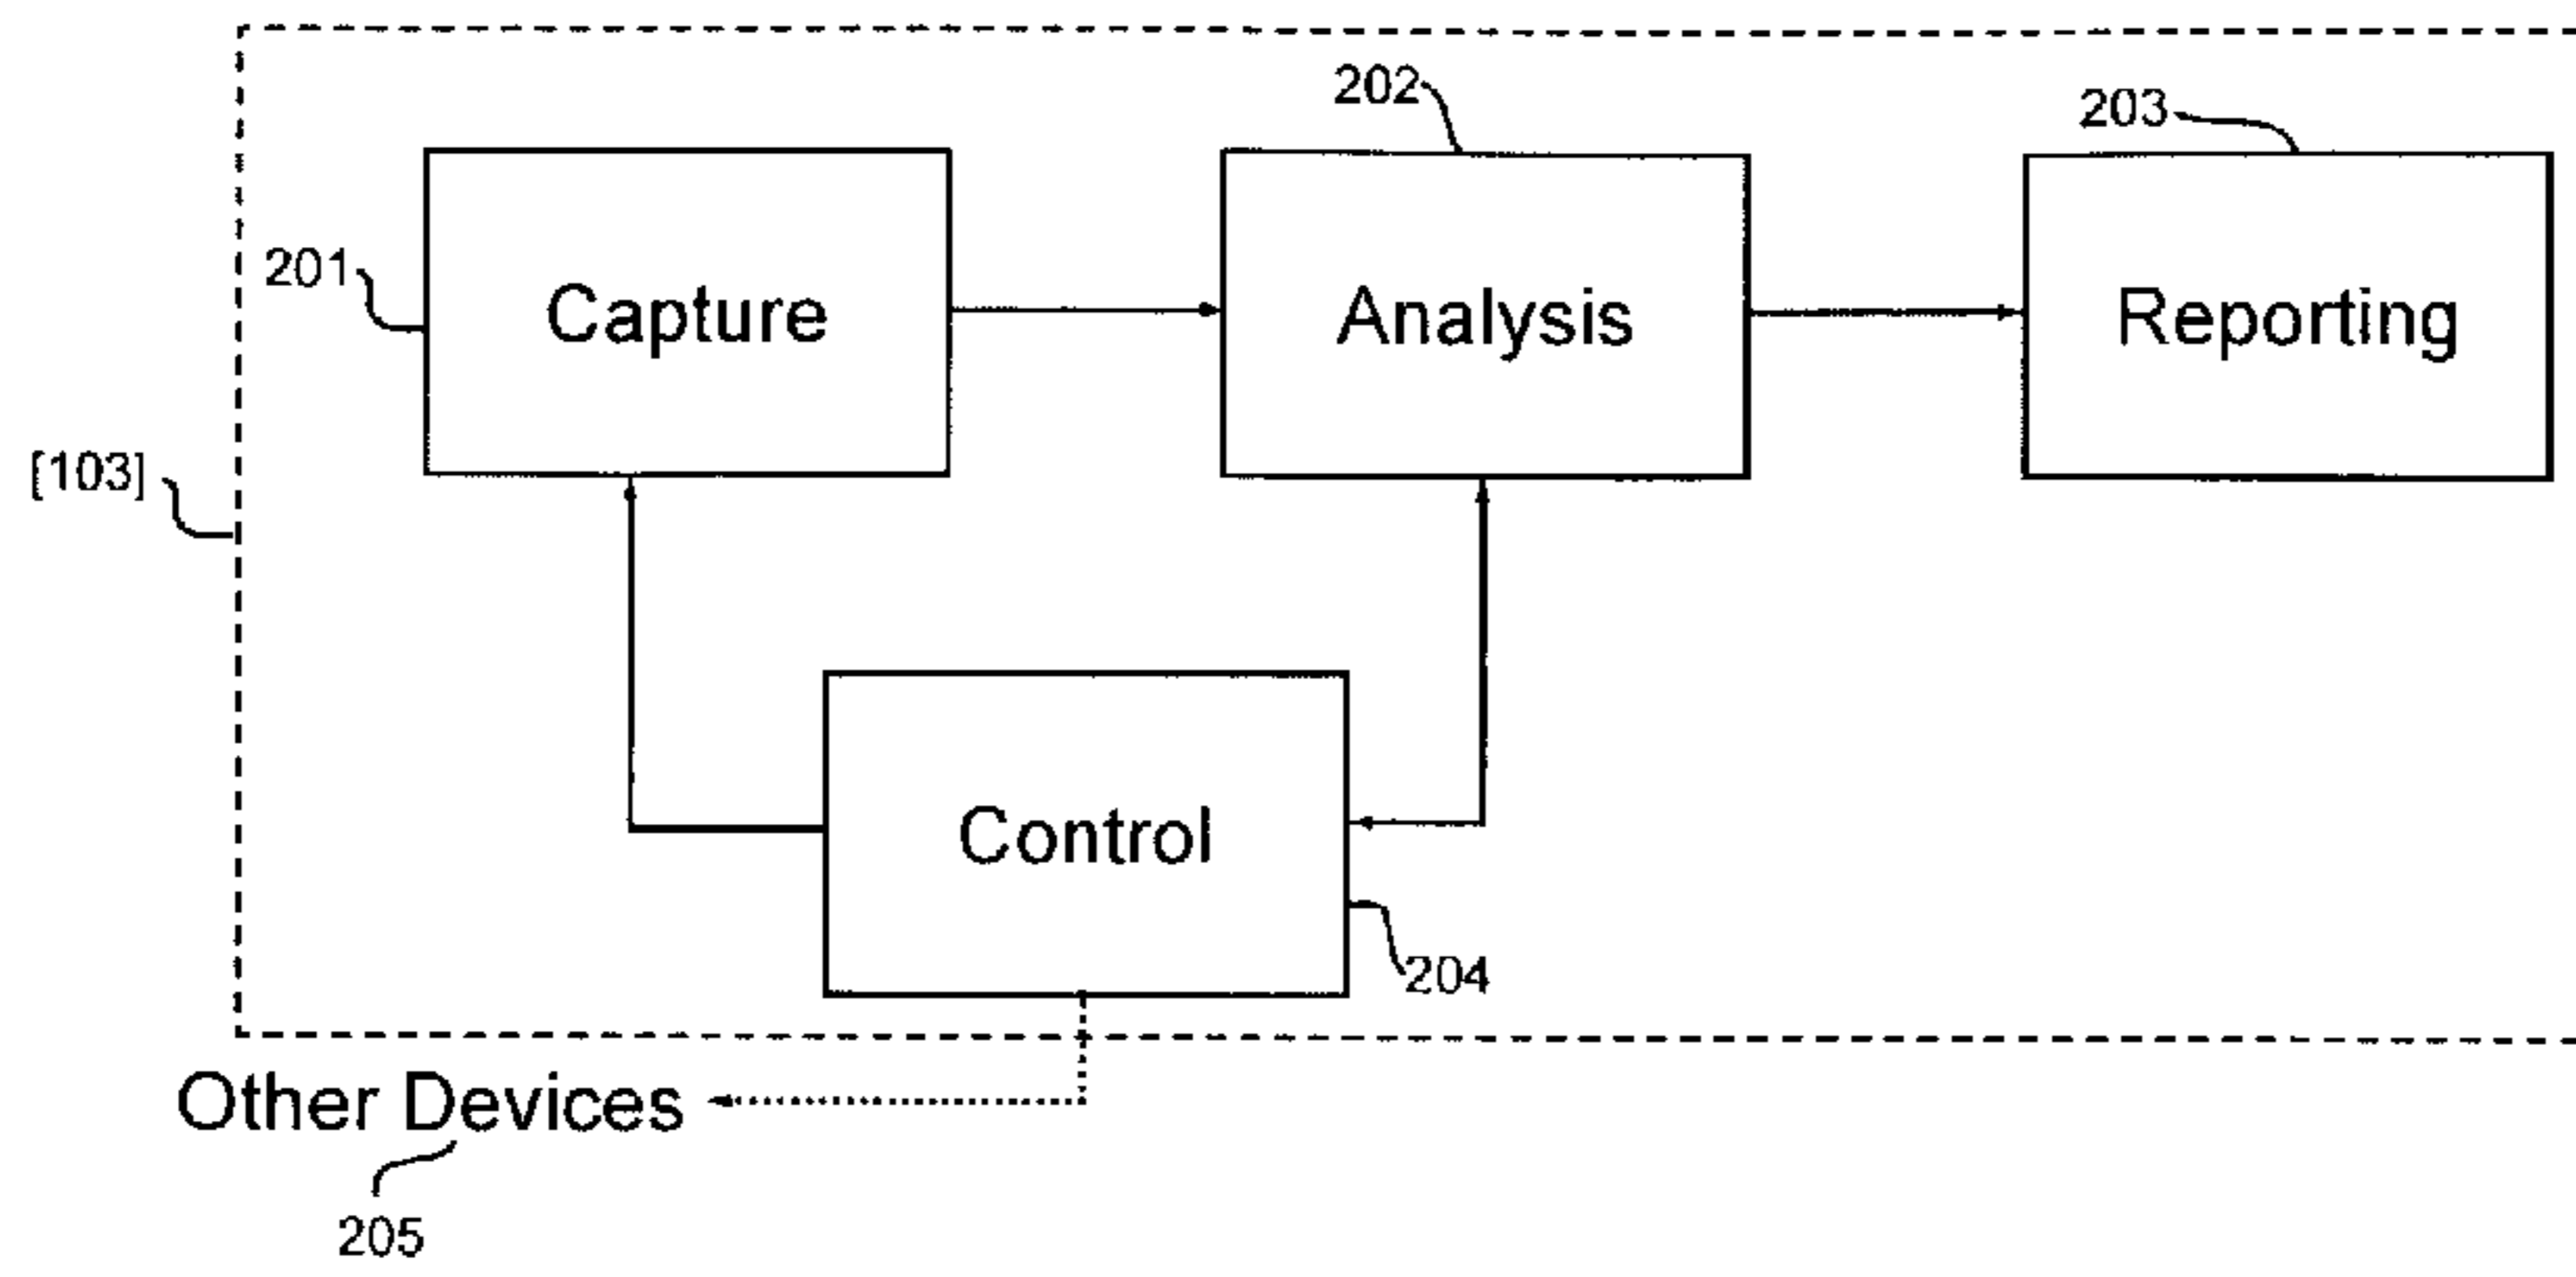 202
203
201
Capture
Analysis
Reporting
[103]
Control
204
Other Devices
205